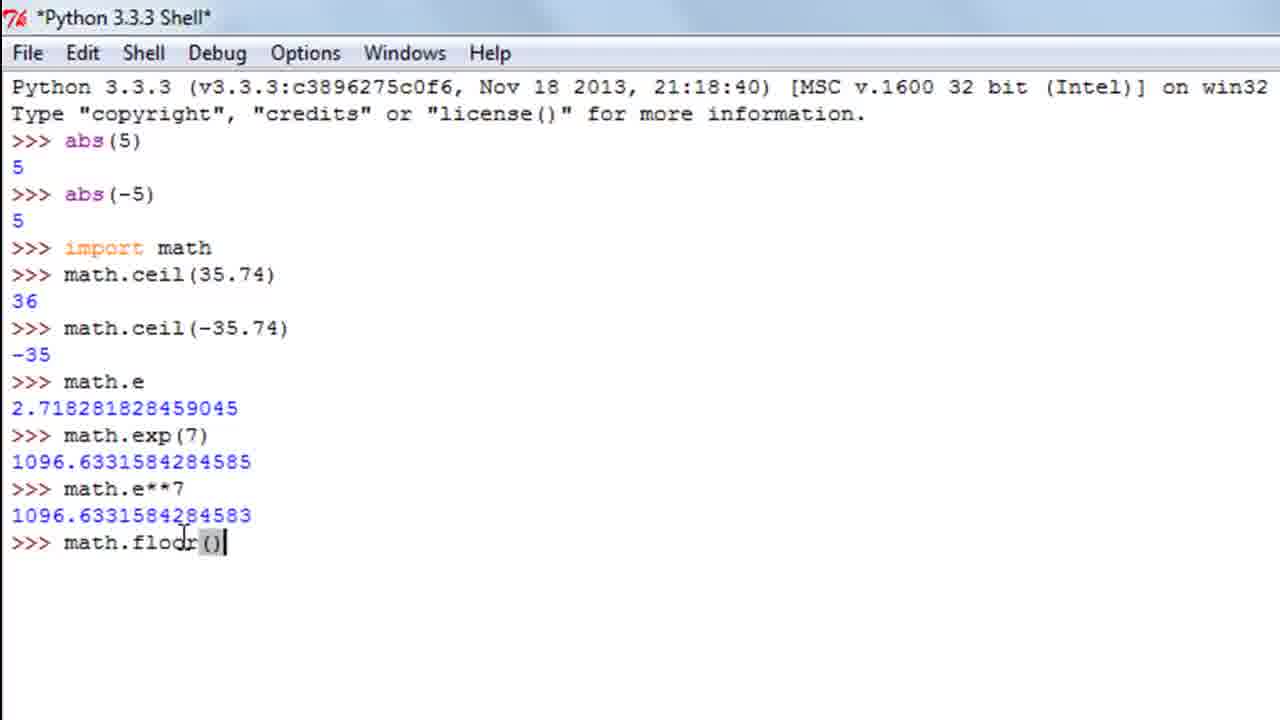 *Python 3.3.3 Shell*
File Edit Shell Debug Options Windows Help
Python 3.3.3 (v3.3.3:c3896275c0f6, Nov 18 2013, 21:18:40) [MSC v.1600 32 bit (Intel)] on win32
Type "copyright", "credits" or "license()" for more information.
>>> abs(5)
5
>>> abs(-5)
5
>>> import math
>>> math.ceil(35.74)
36
>>> math.ceil(-35.74)
-35
>>> math.e
2.718281828459045
>>> math.exp(7)
1096.6331584284585
>>> math.e**7
1096.6331584284583
>>> math.floor()